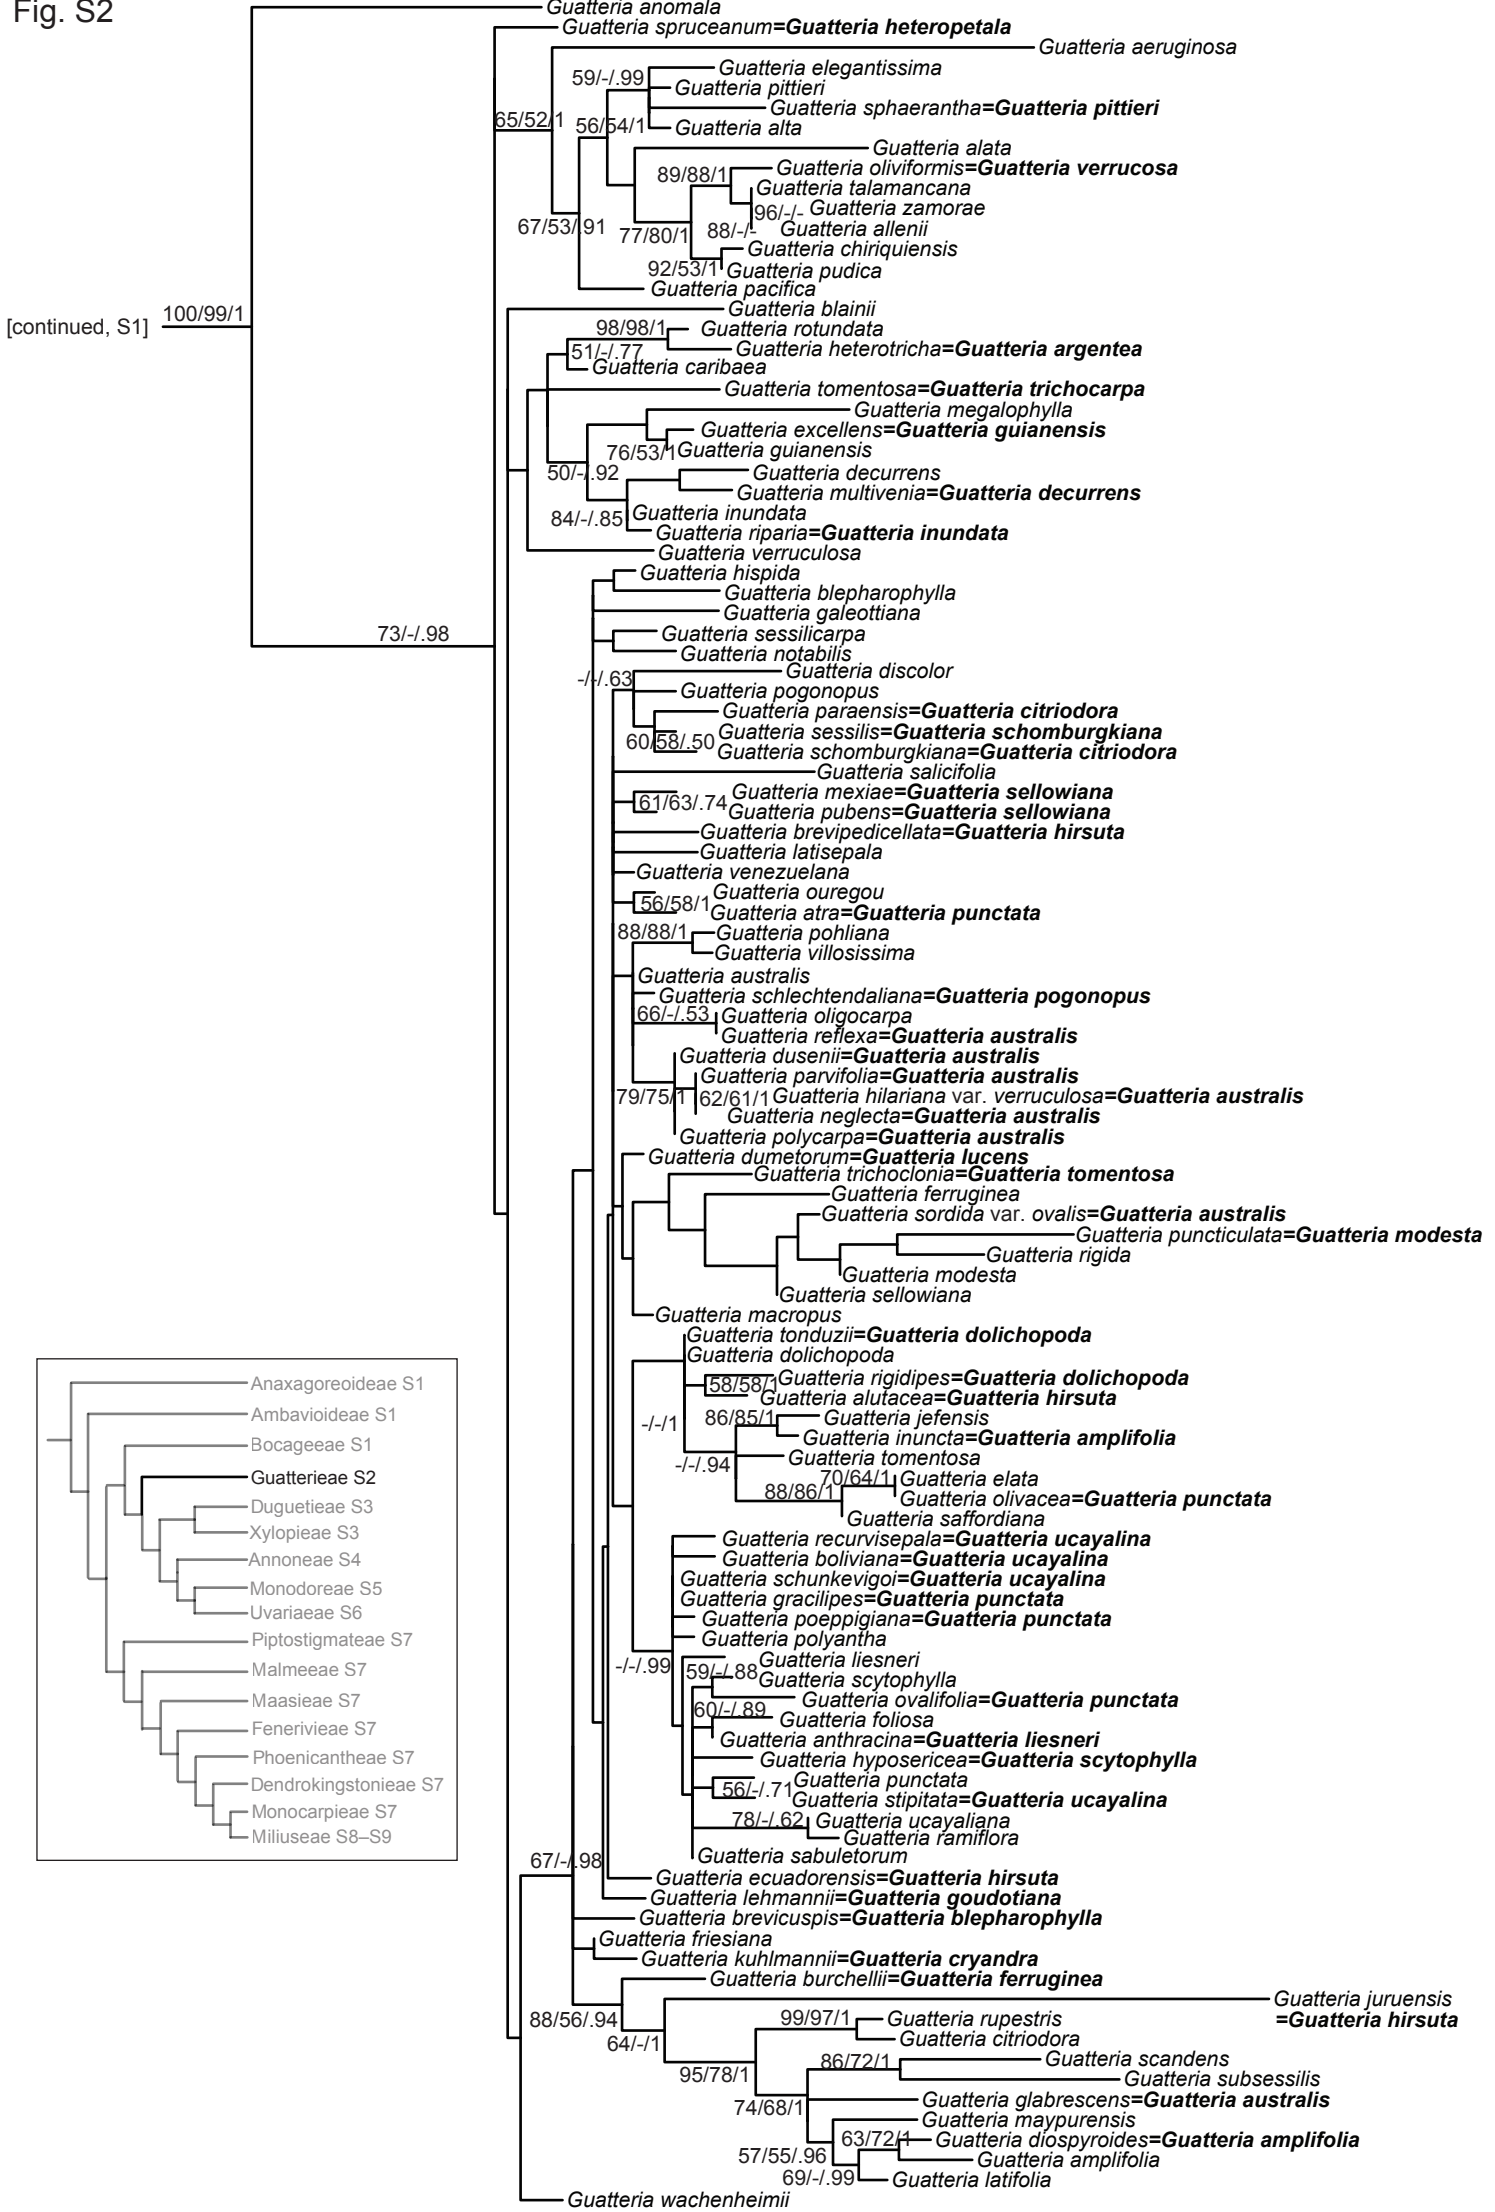 Fig. S2
Guatteria anomala
Guatteria spruceanum=Guatteria heteropetala
Guatteria aeruginosa
59/-/.99
Guatteria elegantissima
Guatteria pittieri
Guatteria sphaerantha=Guatteria pittieri
65/52/1
56/54/1
Guatteria alta
Guatteria alata
89/88/1
Guatteria oliviformis=Guatteria verrucosa
Guatteria talamancana
96/-/-
Guatteria zamorae
67/53/.91
77/80/1
88/-/-
Guatteria allenii
Guatteria chiriquiensis
92/53/1
Guatteria pudica
Guatteria pacifica
Guatteria blainii
[continued, S1]
100/99/1
98/98/1
Guatteria rotundata
51/-/.77
Guatteria heterotricha=Guatteria argentea
Guatteria caribaea
Guatteria tomentosa=Guatteria trichocarpa
Guatteria megalophylla
Guatteria excellens=Guatteria guianensis
76/53/1
Guatteria guianensis
50/-/.92
Guatteria decurrens
Guatteria multivenia=Guatteria decurrens
84/-/.85
Guatteria inundata
Guatteria riparia=Guatteria inundata
Guatteria verruculosa
Guatteria hispida
Guatteria blepharophylla
Guatteria galeottiana
73/-/.98
Guatteria sessilicarpa
Guatteria notabilis
-/-/.63
Guatteria discolor
Guatteria pogonopus
Guatteria paraensis=Guatteria citriodora
60/58/.50
Guatteria sessilis=Guatteria schomburgkiana
Guatteria schomburgkiana=Guatteria citriodora
Guatteria salicifolia
61/63/.74
Guatteria mexiae=Guatteria sellowiana
Guatteria pubens=Guatteria sellowiana
Guatteria brevipedicellata=Guatteria hirsuta
Guatteria latisepala
Guatteria venezuelana
56/58/1
Guatteria ouregou
Guatteria atra=Guatteria punctata
88/88/1
Guatteria pohliana
Guatteria villosissima
Guatteria australis
Guatteria schlechtendaliana=Guatteria pogonopus
66/-/.53
Guatteria oligocarpa
Guatteria reflexa=Guatteria australis
Guatteria dusenii=Guatteria australis
Guatteria parvifolia=Guatteria australis
79/75/1
62/61/1
Guatteria hilariana var. verruculosa=Guatteria australis
Guatteria neglecta=Guatteria australis
Guatteria polycarpa=Guatteria australis
Guatteria dumetorum=Guatteria lucens
Guatteria trichoclonia=Guatteria tomentosa
Guatteria ferruginea
Guatteria sordida var. ovalis=Guatteria australis
Guatteria puncticulata=Guatteria modesta
Guatteria rigida
Guatteria modesta
Guatteria sellowiana
Guatteria macropus
Guatteria tonduzii=Guatteria dolichopoda
Guatteria dolichopoda
58/58/1
Guatteria rigidipes=Guatteria dolichopoda
Guatteria alutacea=Guatteria hirsuta
-/-/1
86/85/1
Guatteria jefensis
Guatteria inuncta=Guatteria amplifolia
-/-/.94
Guatteria tomentosa
70/64/1
Guatteria elata
88/86/1
Guatteria olivacea=Guatteria punctata
Guatteria saffordiana
Guatteria recurvisepala=Guatteria ucayalina
Guatteria boliviana=Guatteria ucayalina
Guatteria schunkevigoi=Guatteria ucayalina
Guatteria gracilipes=Guatteria punctata
Guatteria poeppigiana=Guatteria punctata
Guatteria polyantha
-/-/.99
Guatteria liesneri
59/-/.88
Guatteria scytophylla
Guatteria ovalifolia=Guatteria punctata
60/-/.89
Guatteria foliosa
Guatteria anthracina=Guatteria liesneri
Guatteria hyposericea=Guatteria scytophylla
56/-/.71
Guatteria punctata
Guatteria stipitata=Guatteria ucayalina
78/-/.62
Guatteria ucayaliana
Guatteria ramiflora
Guatteria sabuletorum
67/-/.98
Guatteria ecuadorensis=Guatteria hirsuta
Guatteria lehmannii=Guatteria goudotiana
Guatteria brevicuspis=Guatteria blepharophylla
Guatteria friesiana
Guatteria kuhlmannii=Guatteria cryandra
Guatteria burchellii=Guatteria ferruginea
Guatteria juruensis
=Guatteria hirsuta
88/56/.94
99/97/1
Guatteria rupestris
64/-/1
Guatteria citriodora
86/72/1
Guatteria scandens
95/78/1
Guatteria subsessilis
74/68/1
Guatteria glabrescens=Guatteria australis
Guatteria maypurensis
63/72/1
Guatteria diospyroides=Guatteria amplifolia
57/55/.96
Guatteria amplifolia
69/-/.99
Guatteria latifolia
Guatteria wachenheimii
Anaxagoreoideae S1
Ambavioideae S1
Bocageeae S1
Guatterieae S2
Duguetieae S3
Xylopieae S3
Annoneae S4
Monodoreae S5
Uvariaeae S6
Piptostigmateae S7
Malmeeae S7
Maasieae S7
Fenerivieae S7
Phoenicantheae S7
Dendrokingstonieae S7
Monocarpieae S7
Miliuseae S8–S9